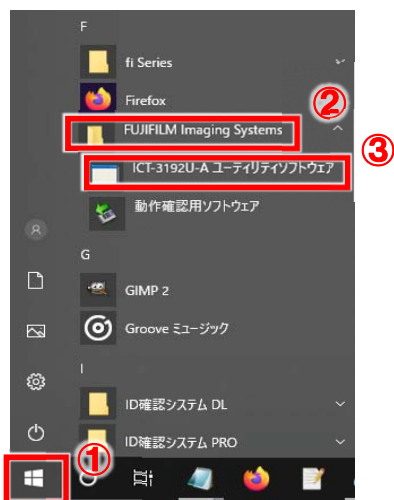 F
fi Series
Firefox
②
FUJIFILM Imaging Systems
③
ICT-3192U-A ユーティリティソフトウェア
動作確認用ソフトウェア
G
GIMP 2
Groove ミュージック
I
ID確認システム DL
ID確認システム PRO
①